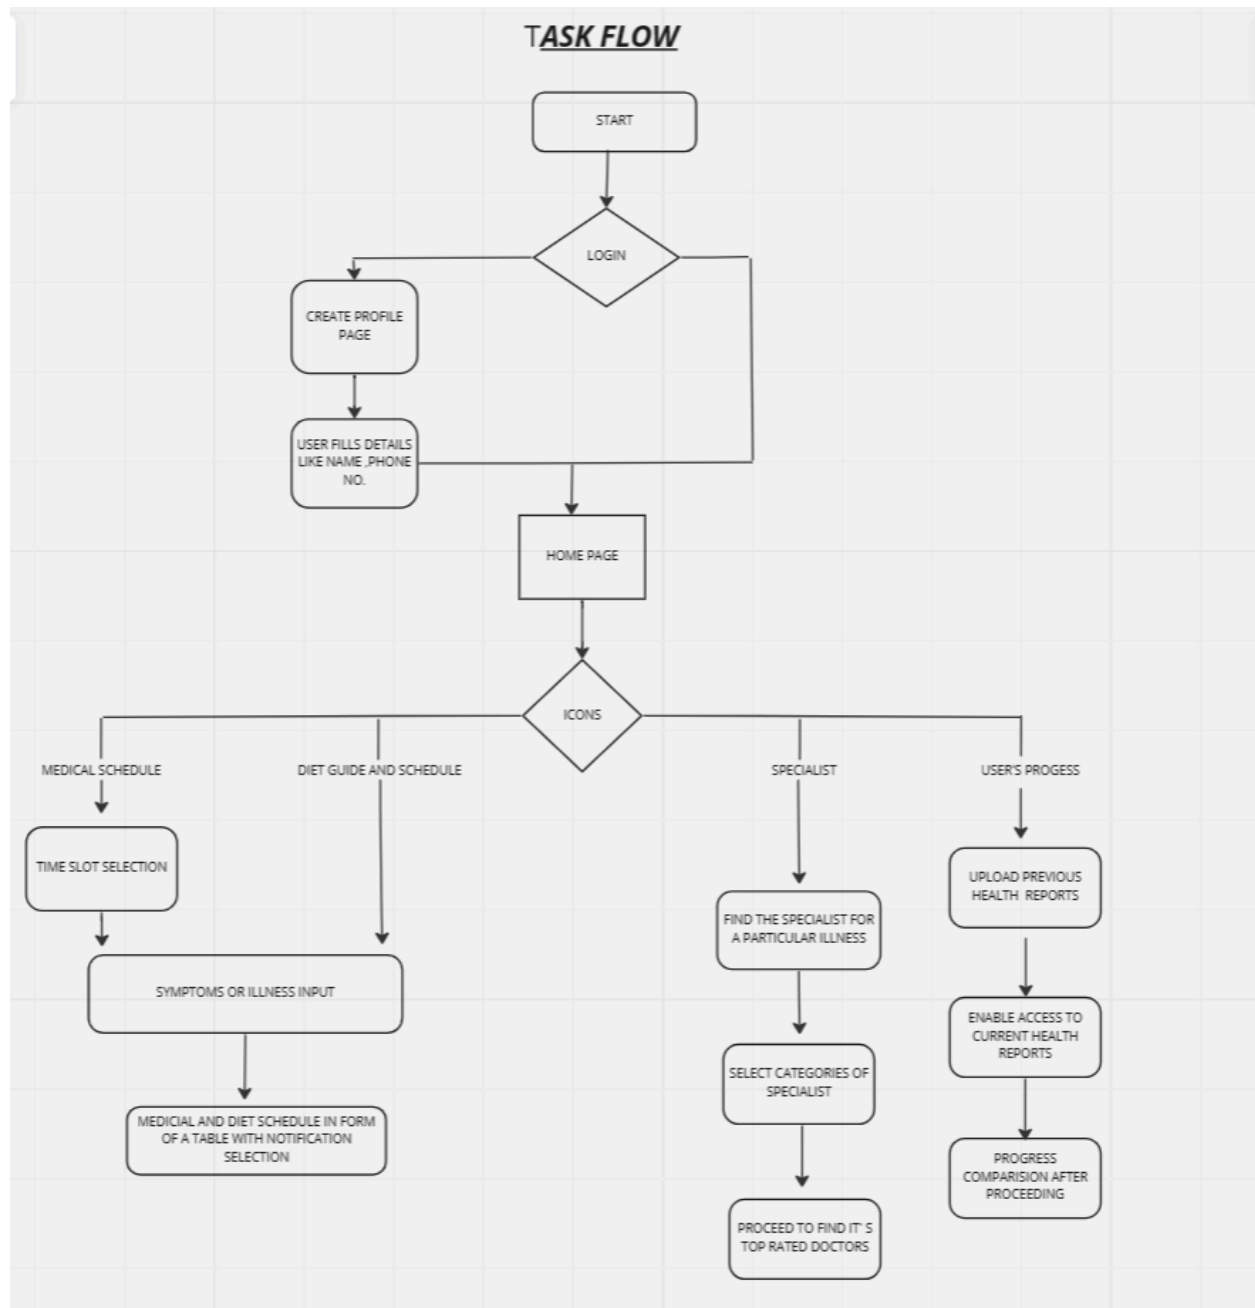 TASK FLOW
START
LOGIN
CREATE PROFILE
PAGE
USER FILLS DETAILS
LIKE NAME ,PHONE
NO.
HOME PAGE
ICONS
MEDICAL SCHEDULE
DIET GUIDE AND SCHEDULE
SPECIALIST
USER'S PROGESS
TIME SLOT SELECTION
UPLOAD PREVIOUS
HEALTH REPORTS
FIND THE SPECIALIST FOR
A PARTICULAR ILLNESS
SYMPTOMS OR ILLNESS INPUT
ENABLE ACCESS TO
CURRENT HEALTH
REPORTS
SELECT CATEGORIES OF
SPECIALIST
MEDICIAL AND DIET SCHEDULE IN FORM
OF A TABLE WITH NOTIFICATION
SELECTION
PROGRESS
COMPARISION AFTER
PROCEEDING
PROCEED TO FIND IT' S
TOP RATED DOCTORS